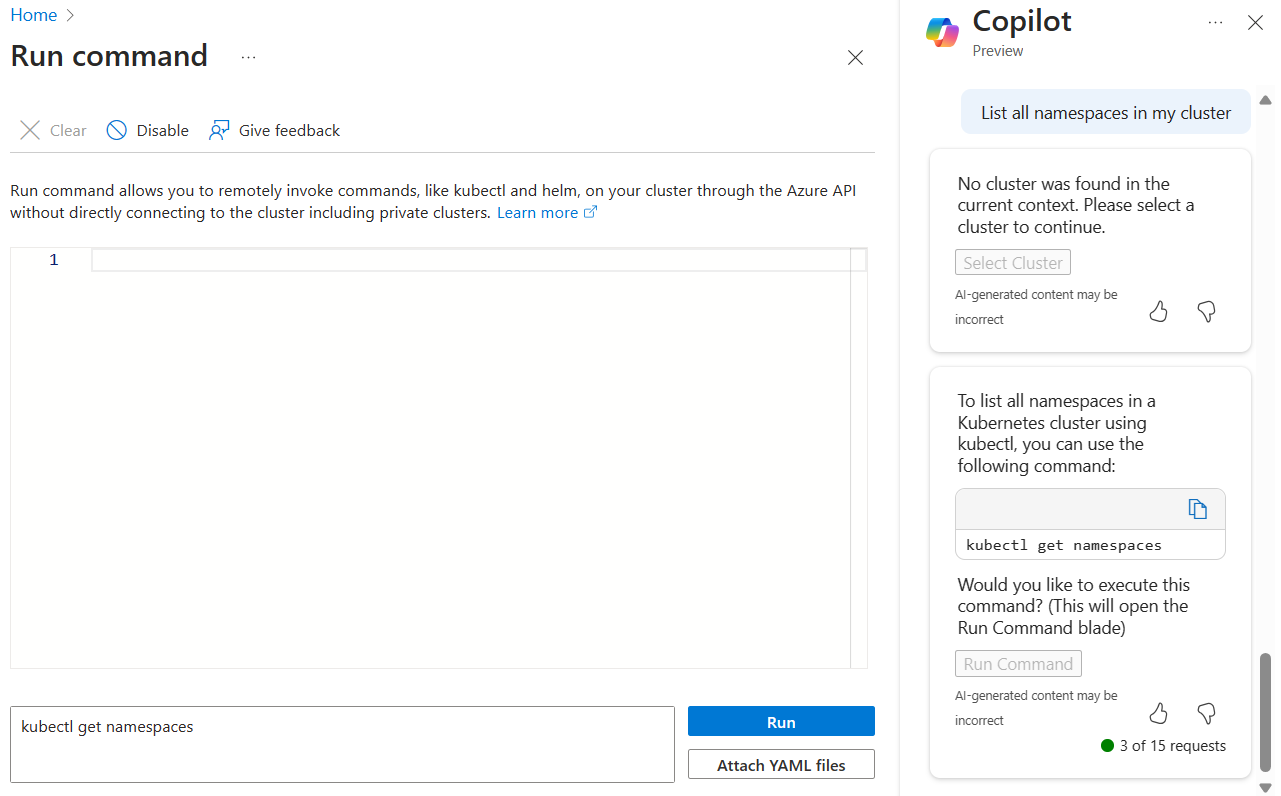 Home
Run command ...
Clear Disable Give feedback
Run command allows you to remotely invoke commands, like kubectl and helm, on your cluster through the Azure API
without directly connecting to the cluster including private clusters. Learn more
1
kubectl get namespaces
Run
Attach YAML files
Copilot ...
Preview
List all namespaces in my cluster
No cluster was found in the
current context. Please select a
cluster to continue.
Select Cluster
AI-generated content may be
incorrect
To list all namespaces in a
Kubernetes cluster using
kubectl, you can use the
following command:
kubectl get namespaces
Would you like to execute this
command? (This will open the
Run Command blade)
Run Command
AI-generated content may be
incorrect
3 of 15 requests